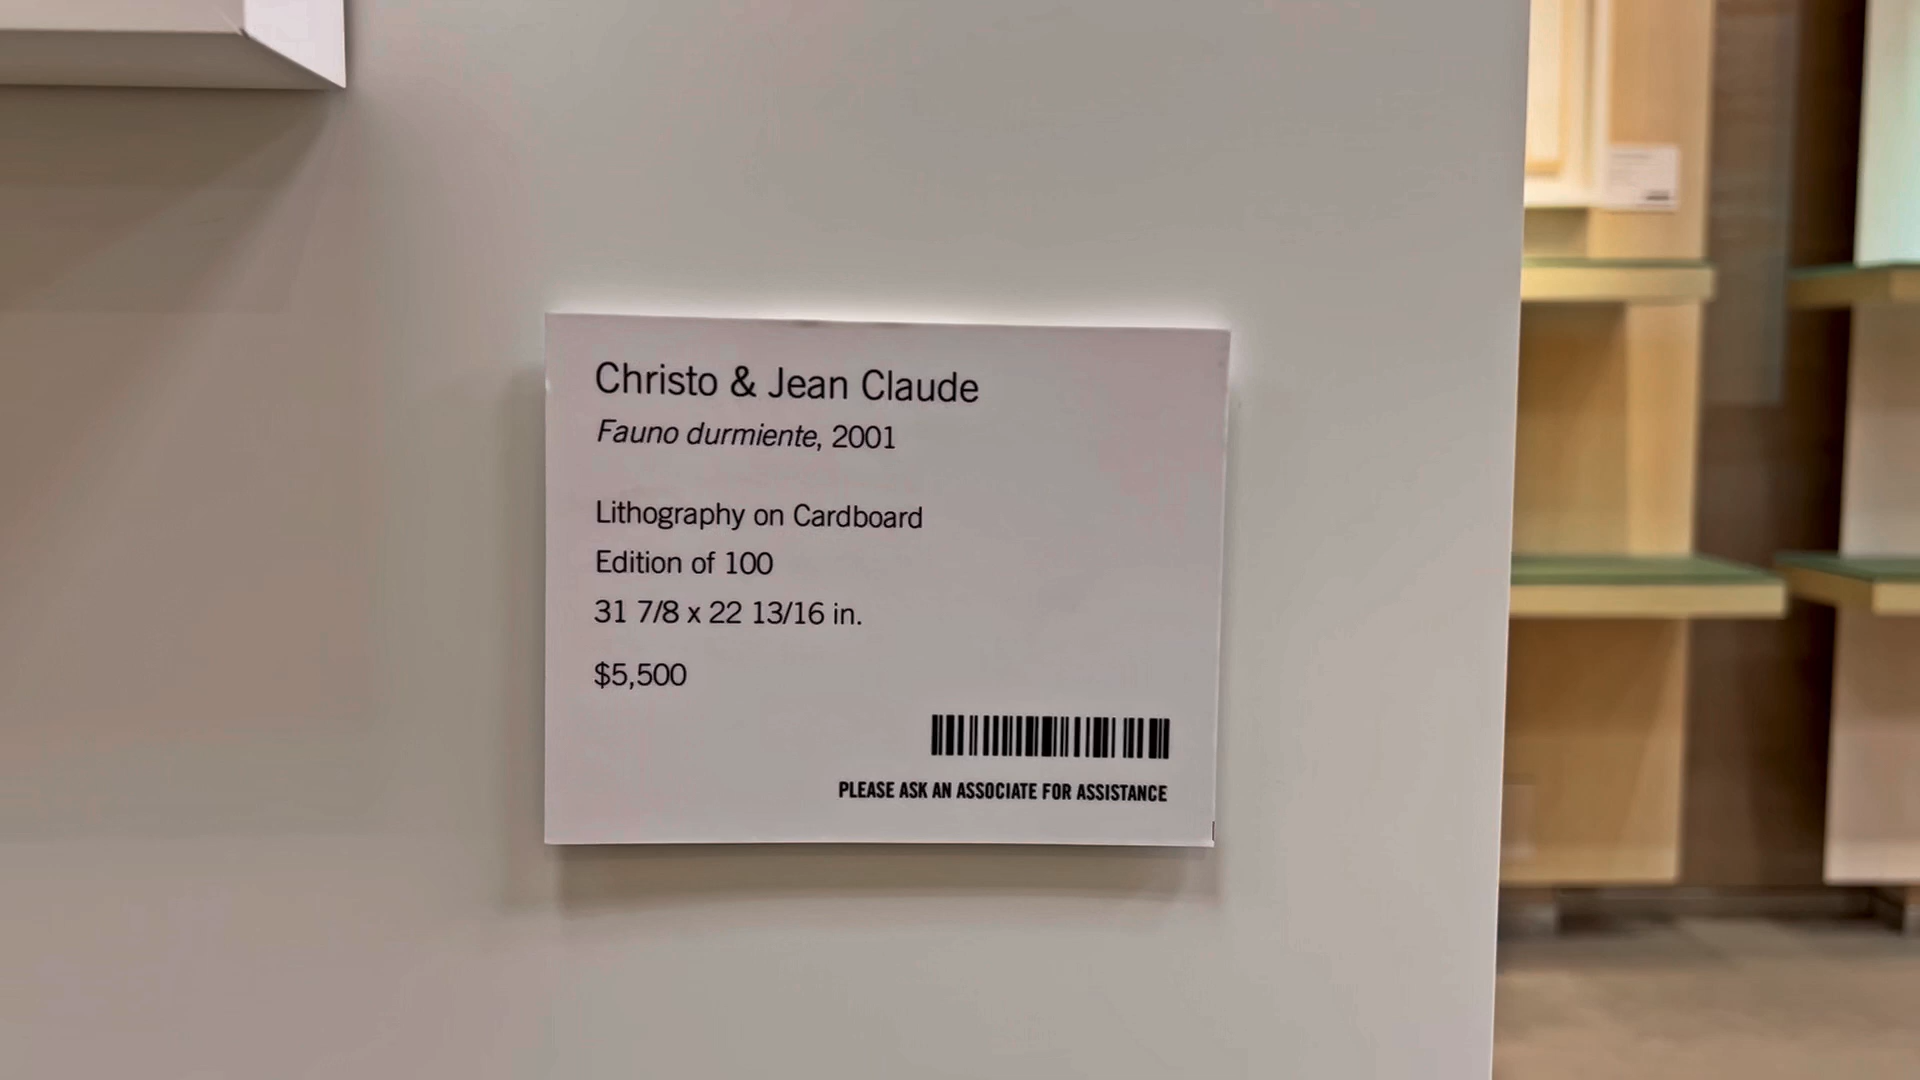 Christo & Jean Claude
Fauno durmiente, 2001
Lithography on Cardboard
Edition of 100
31 7/8 x 22 13/16 in.
$5,500
PLEASE ASK AN ASSOCIATE FOR ASSISTANCE